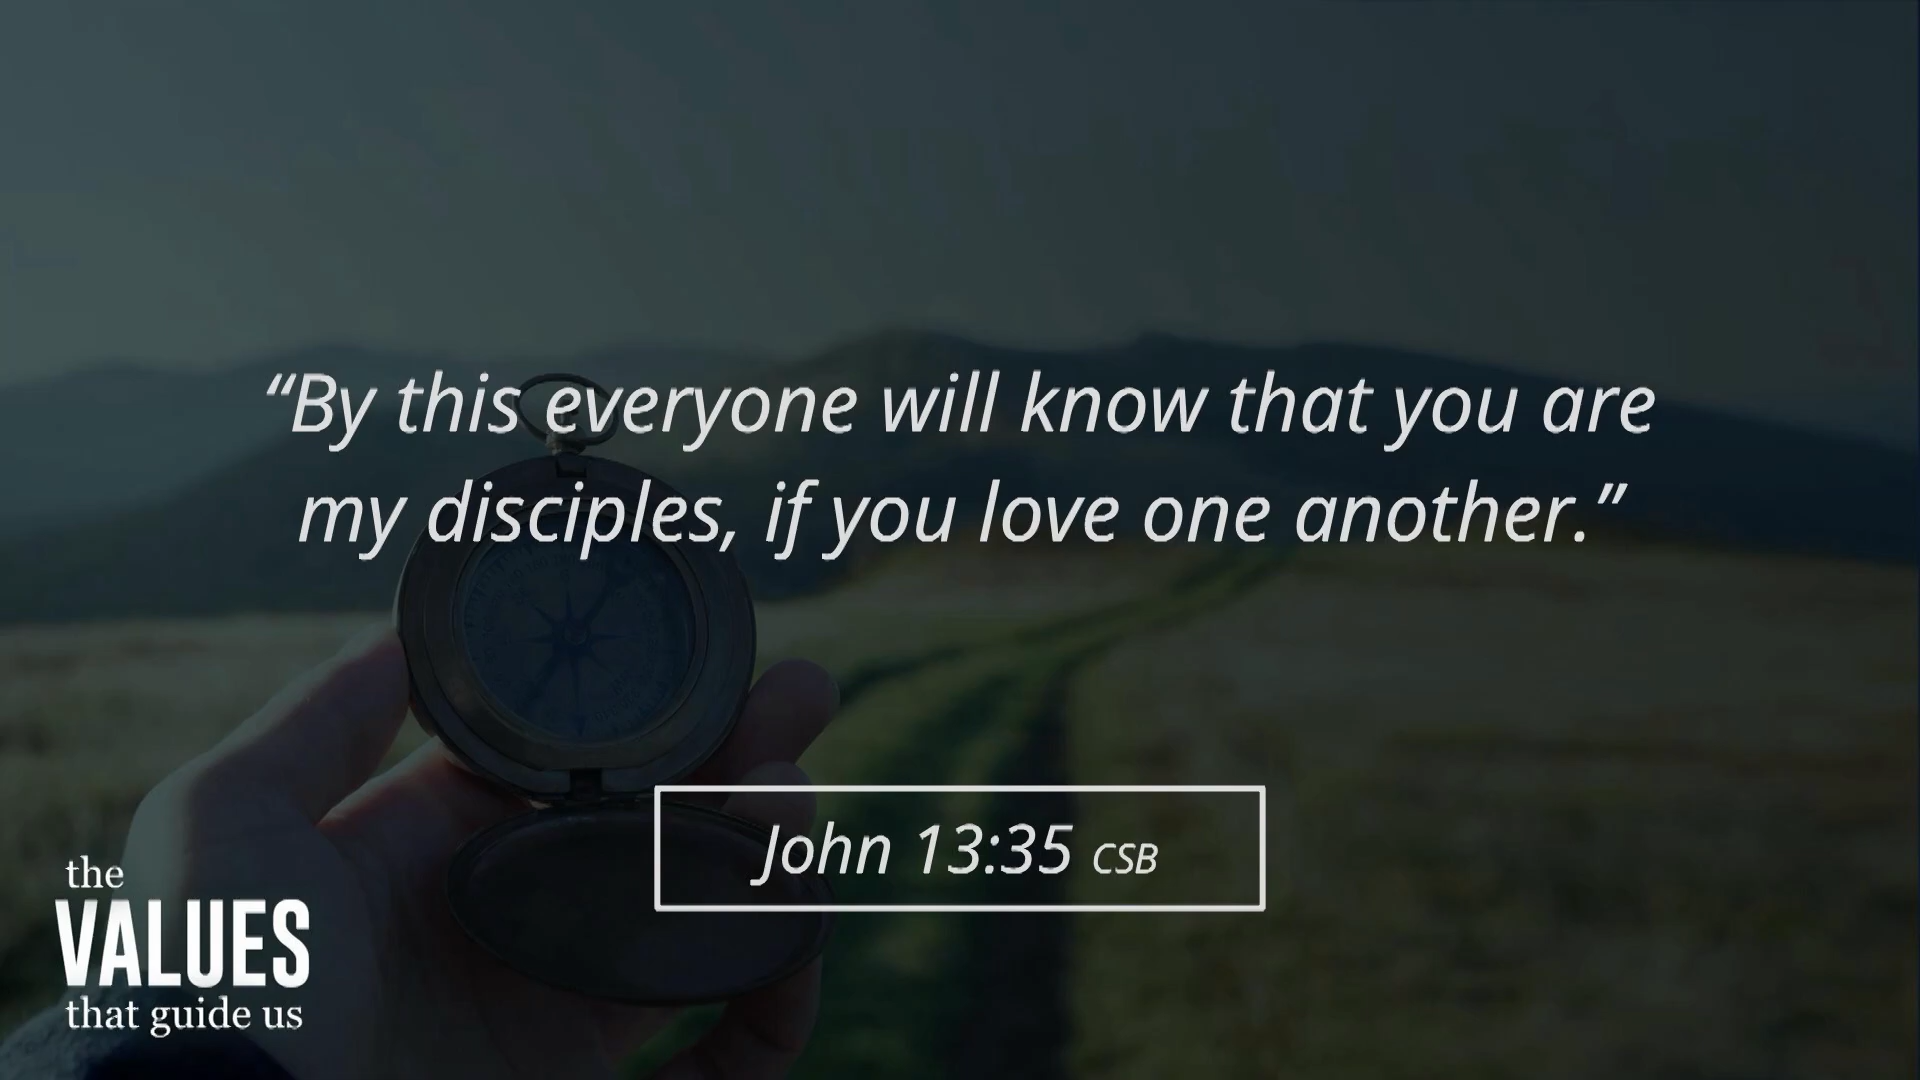 “By this everyone will know that you are
my disciples, if you love one another.”
John 13:35 CSB
the
VALUES
that guide us